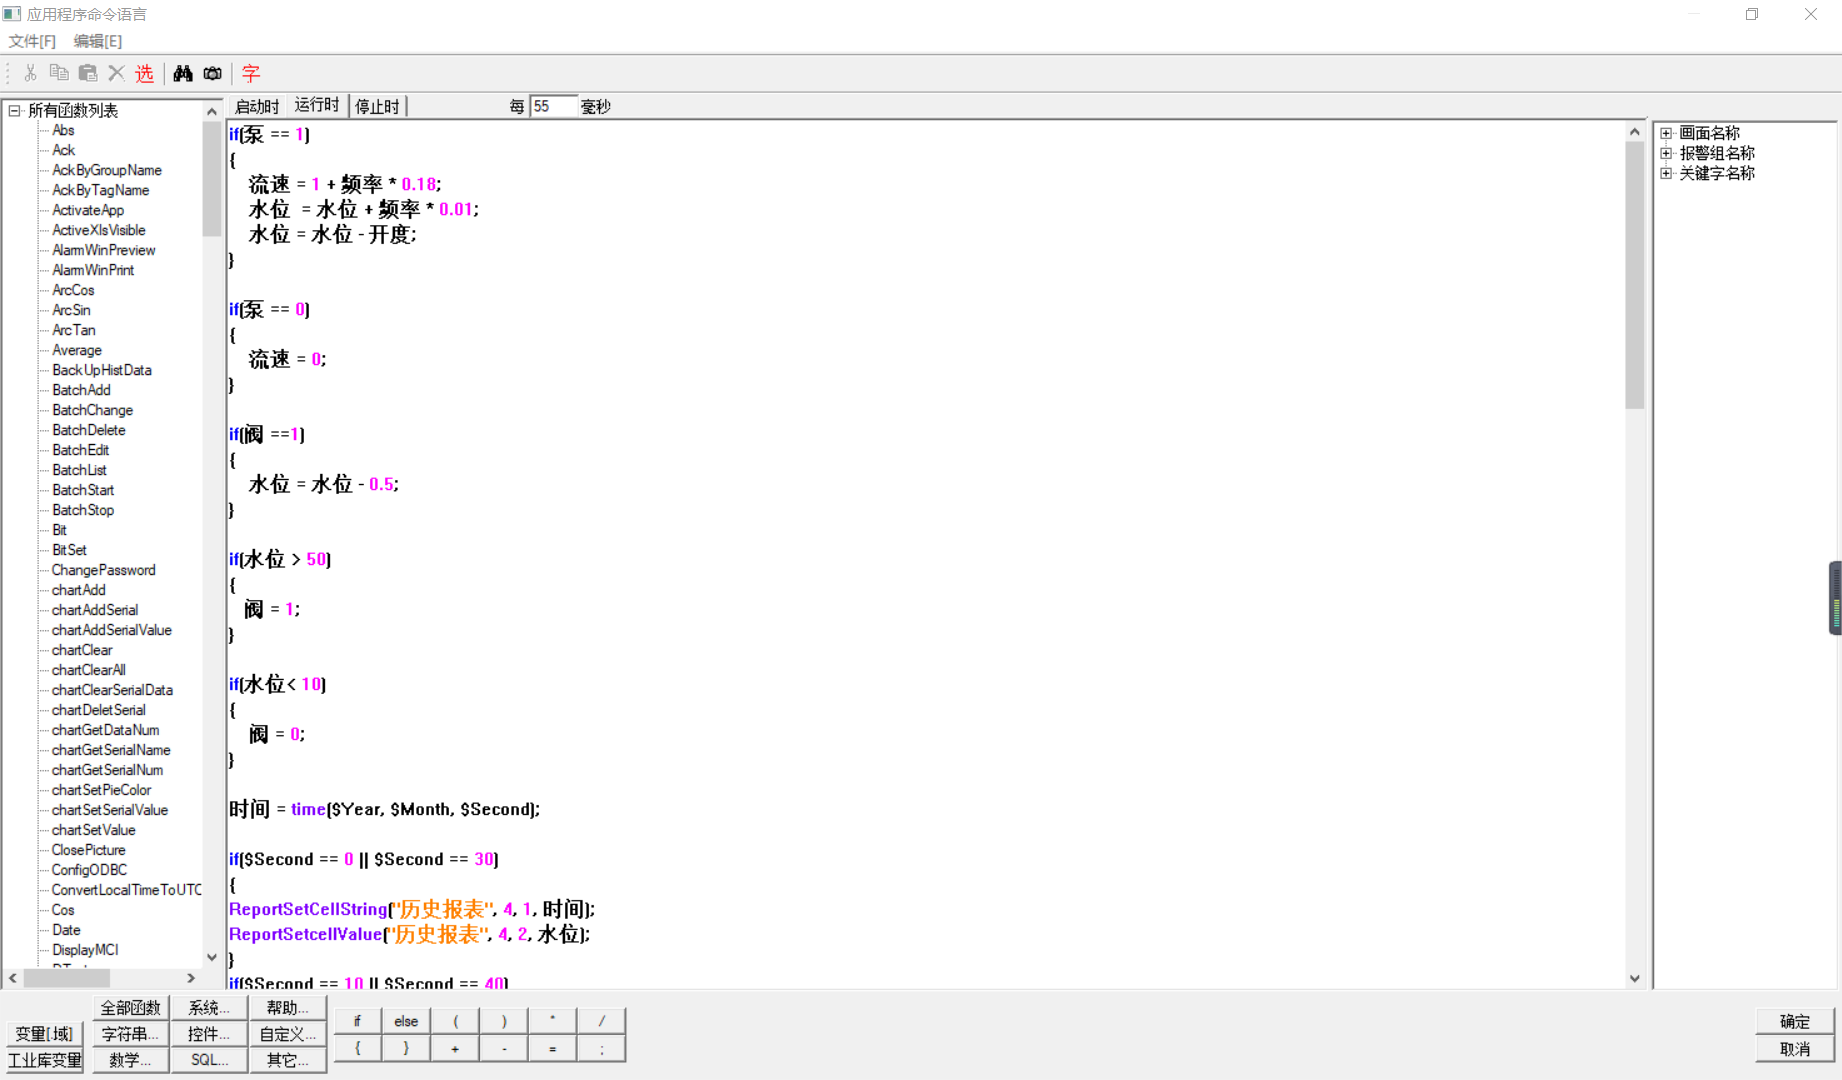 应用程序命令语言
文件[F] 编辑[E]
选 字
所有函数列表
Abs
Ack
AckByGroupName
AckByTagName
ActivateApp
ActiveXlsVisible
AlarmWinPreview
AlarmWinPrint
ArcCos
ArcSin
ArcTan
Average
BackUpHistData
BatchAdd
BatchChange
BatchDelete
BatchEdit
BatchList
BatchStart
BatchStop
Bit
BitSet
ChangePassword
chartAdd
chartAddSerial
chartAddSerialValue
chartClear
chartClearAll
chartClearSerialData
chartDeletSerial
chartGetDataNum
chartGetSerialName
chartGetSerialNum
chartSetPieColor
chartSetSerialValue
chartSetValue
ClosePicture
ConfigODBC
ConvertLocalTimeToUTC
Cos
Date
DisplayMCI
启动时 运行时 停止时 每 55 毫秒
if(泵 == 1)
{
流速 = 1 + 频率 * 0.18;
水位 = 水位 + 频率 * 0.01;
水位 = 水位 - 开度;
}
if(泵 == 0)
{
流速 = 0;
}
if(阀 ==1)
{
水位 = 水位 - 0.5;
}
if(水位 > 50)
{
阀 = 1;
}
if(水位< 10)
{
阀 = 0;
}
时间 = time($Year, $Month, $Second);
if($Second == 0 || $Second == 30)
{
ReportSetCellString("历史报表", 4, 1, 时间);
ReportSetcellValue("历史报表", 4, 2, 水位);
}
if($Second == 10 || $Second == 40)
画面名称
报警组名称
关键字名称
全部函数 系统... 帮助...
变量[.域] 字符串... 控件... 自定义...
工业库变量 数学... SQL... 其它...
if else ( ) * /
{ } + - = ;
确定
取消